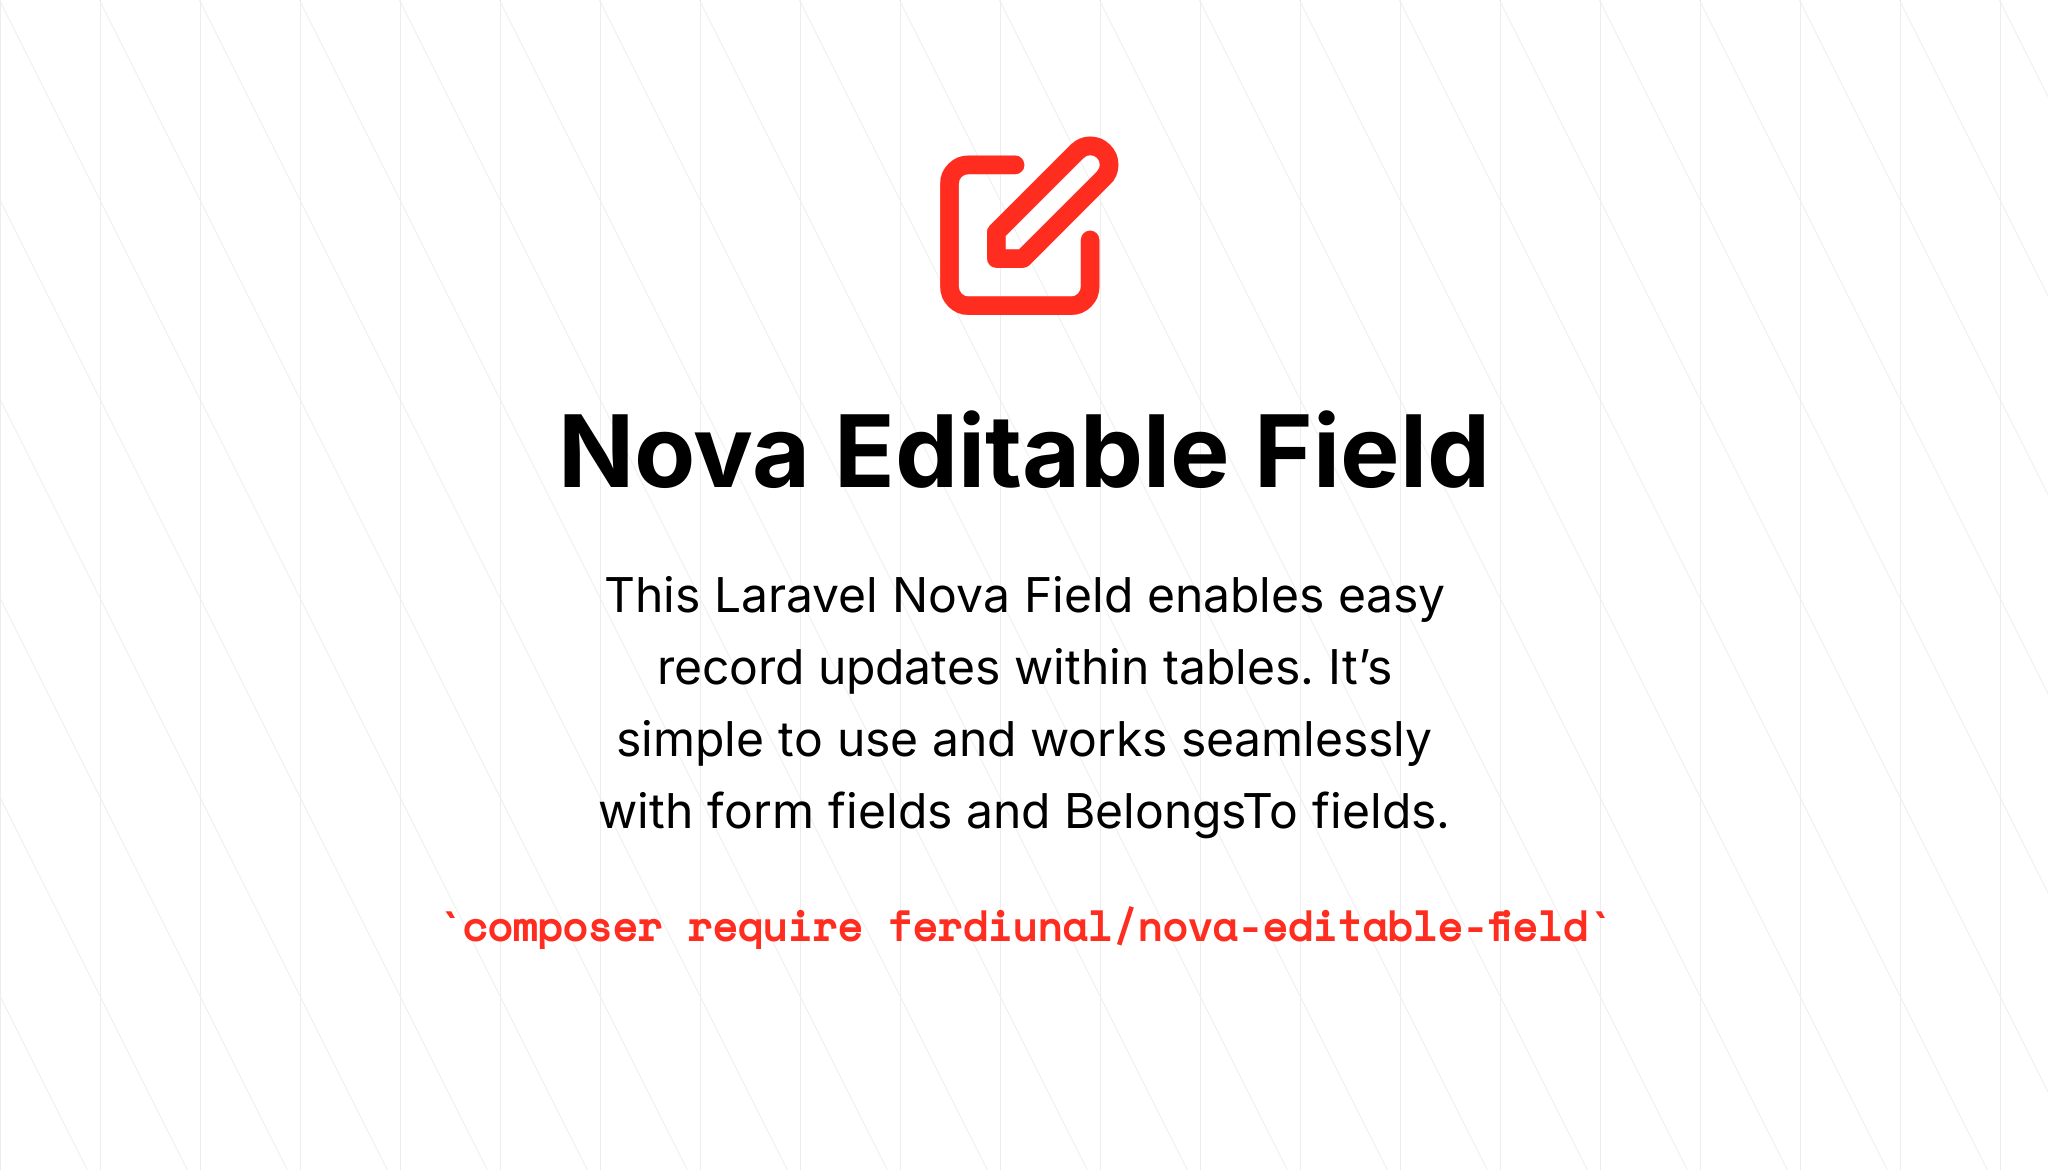 Nova Editable Field
This Laravel Nova Field enables easy
record updates within tables. It’s
simple to use and works seamlessly
with form fields and BelongsTo fields.
`composer require ferdiunal/nova-editable-field`